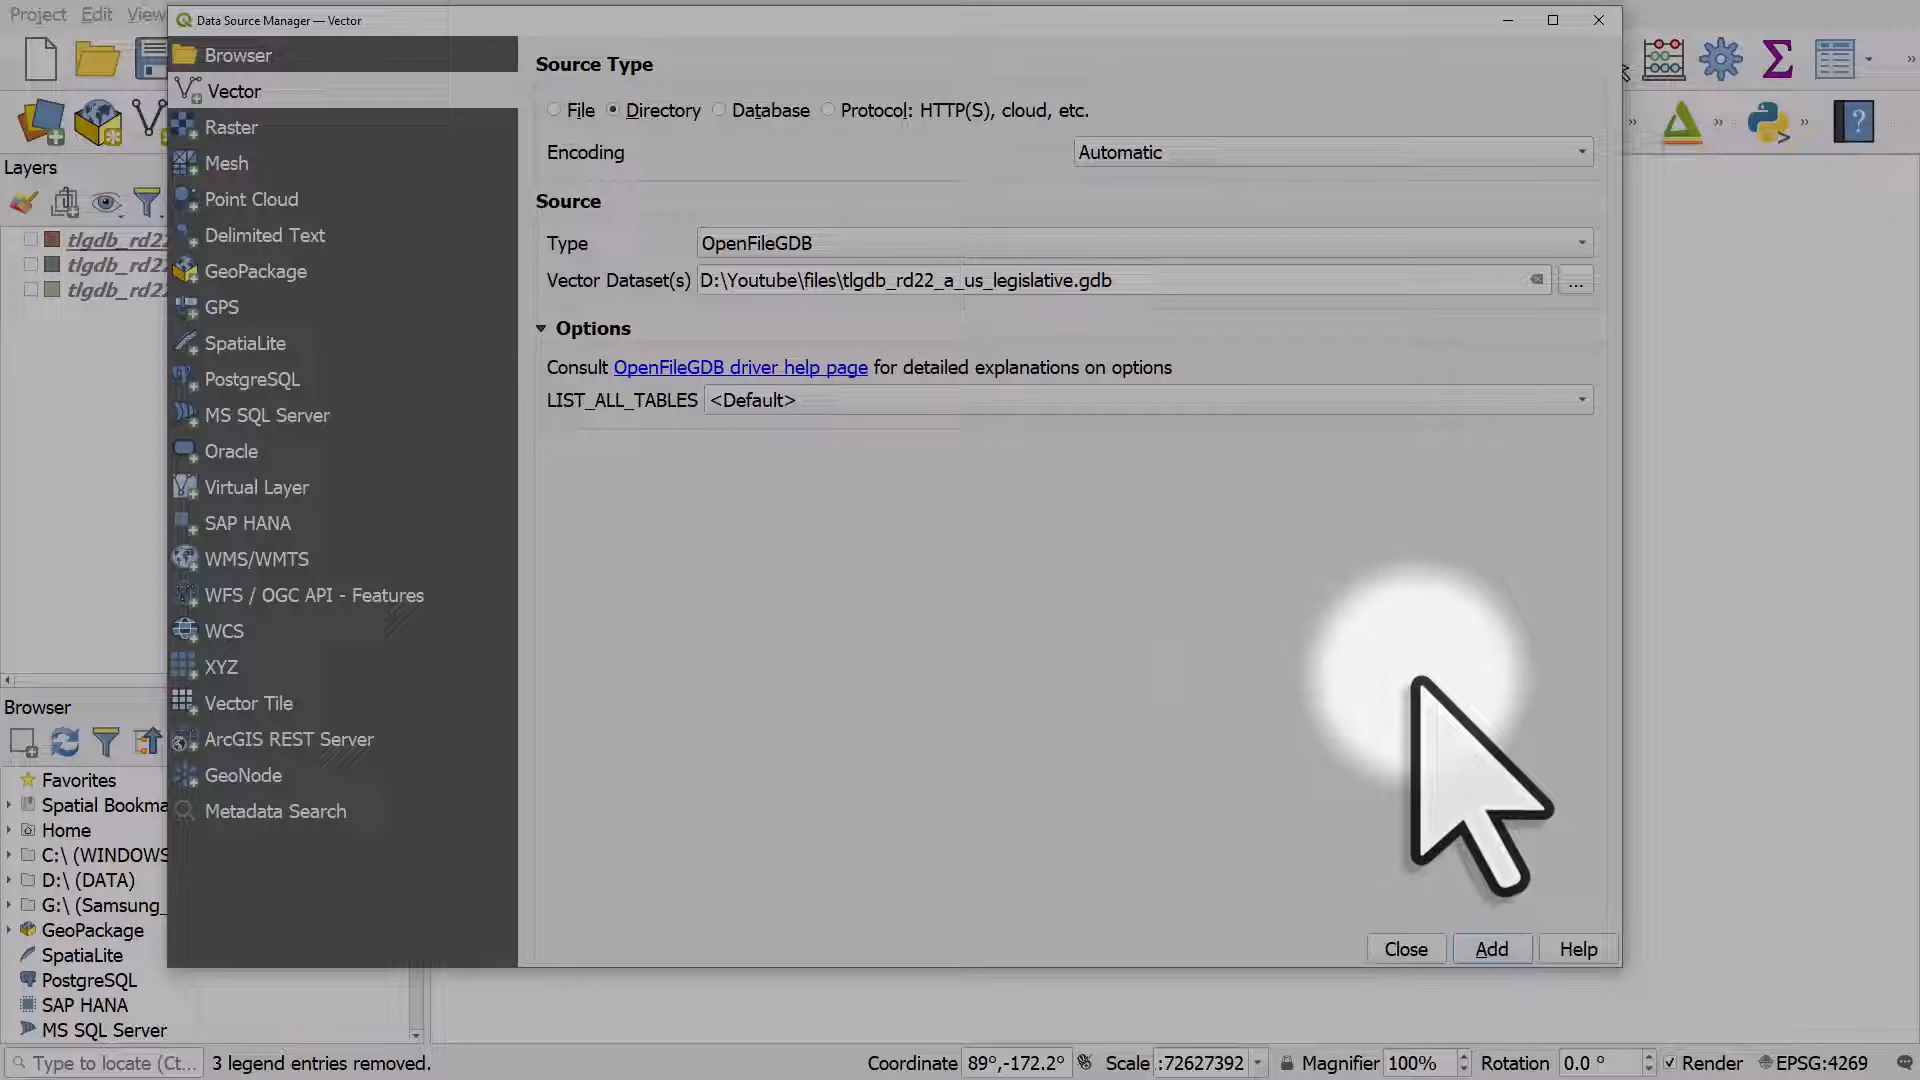 Project Edit View
Data Source Manager — Vector
Browser
Vector
Raster
Mesh
Point Cloud
Delimited Text
GeoPackage
GPS
SpatiaLite
PostgreSQL
MS SQL Server
Oracle
Virtual Layer
SAP HANA
WMS/WMTS
WFS / OGC API - Features
WCS
XYZ
Vector Tile
ArcGIS REST Server
GeoNode
Metadata Search
Source Type
File Directory Database Protocol: HTTP(S), cloud, etc.
Encoding Automatic
Source
Type OpenFileGDB
Vector Dataset(s) D:\Youtube\files\tlgdb_rd22_a_us_legislative.gdb ...
Options
Consult OpenFileGDB driver help page for detailed explanations on options
LIST_ALL_TABLES <Default>
Close Add Help
Layers
tlgdb_rd22
tlgdb_rd22
tlgdb_rd22
Browser
Favorites
Spatial Bookma
Home
C:\ (WINDOWS
D:\ (DATA)
G:\ (Samsung_
GeoPackage
SpatiaLite
PostgreSQL
SAP HANA
MS SQL Server
Type to locate (Ct... 3 legend entries removed. Coordinate 89°,-172.2° Scale :72627392 Magnifier 100% Rotation 0.0 ° Render EPSG:4269